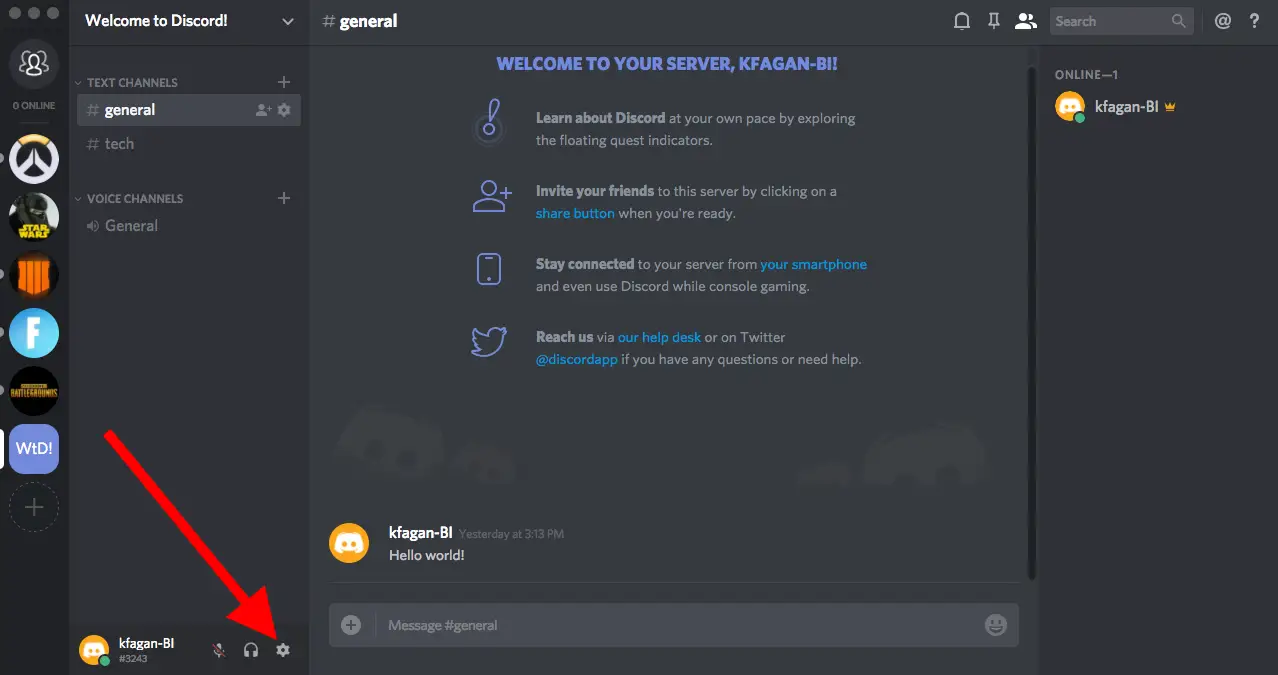 Welcome to Discord!
# general
Search
@
?
0 ONLINE
STAR WARS
F
BATTLEGROUNDS
WtD!
TEXT CHANNELS
# general
# tech
VOICE CHANNELS
General
WELCOME TO YOUR SERVER, KFAGAN-BI!
Learn about Discord at your own pace by exploring
the floating quest indicators.
Invite your friends to this server by clicking on a
share button when you're ready.
Stay connected to your server from your smartphone
and even use Discord while console gaming.
Reach us via our help desk or on Twitter
@discordapp if you have any questions or need help.
kfagan-BI Yesterday at 3:13 PM
Hello world!
Message #general
kfagan-BI
#3243
ONLINE—1
kfagan-BI